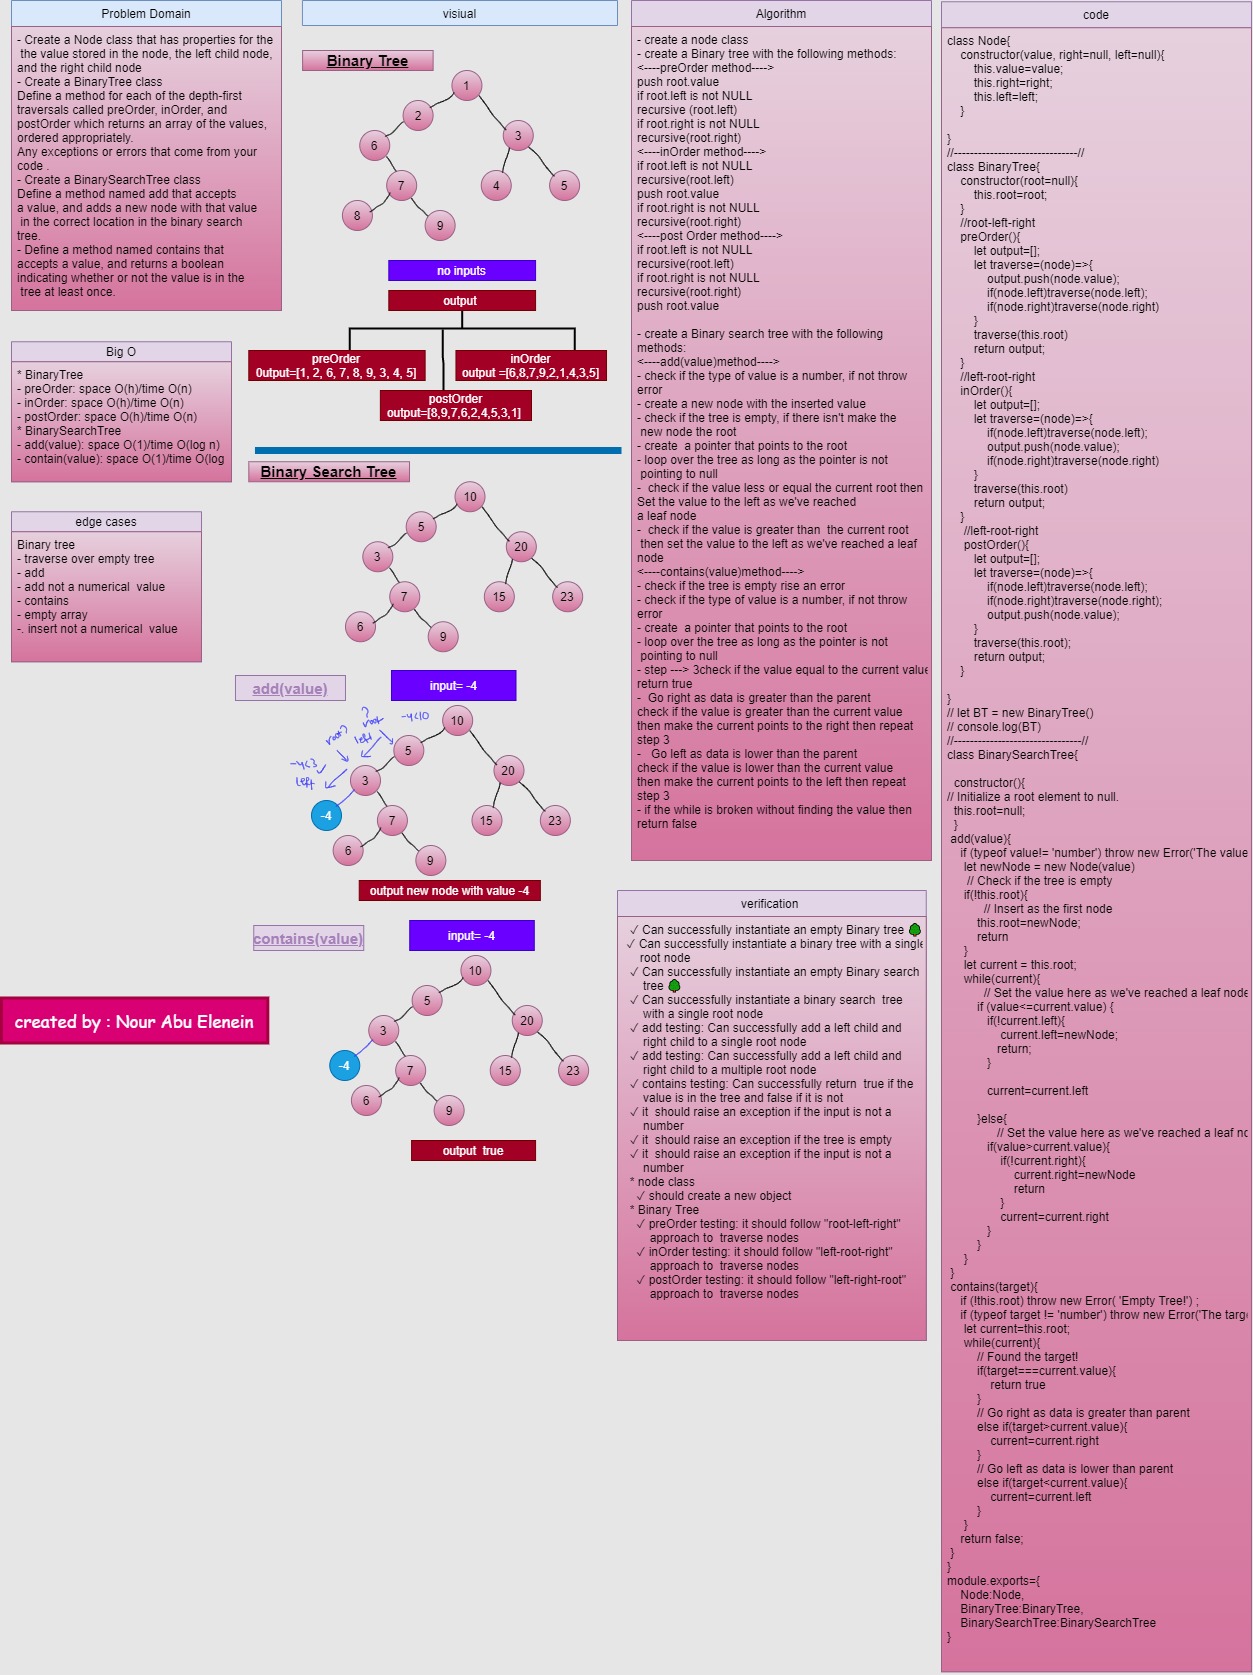 Problem Domain
- Create a Node class that has properties for the
the value stored in the node, the left child node,
and the right child node
- Create a BinaryTree class
Define a method for each of the depth-first
traversals called preOrder, inOrder, and
postOrder which returns an array of the values,
ordered appropriately.
Any exceptions or errors that come from your
code .
- Create a BinarySearchTree class
Define a method named add that accepts
a value, and adds a new node with that value
in the correct location in the binary search
tree.
- Define a method named contains that
accepts a value, and returns a boolean
indicating whether or not the value is in the
tree at least once.
Big O
* BinaryTree
- preOrder: space O(h)/time O(n)
- inOrder: space O(h)/time O(n)
- postOrder: space O(h)/time O(n)
* BinarySearchTree
- add(value): space O(1)/time O(log n)
- contain(value): space O(1)/time O(log
edge cases
Binary tree
- traverse over empty tree
- add
- add not a numerical  value
- contains
- empty array
-. insert not a numerical  value
created by : Nour Abu Elenein
visiual
Binary Tree
1
2
3
6
7
4
5
8
9
no inputs
output
preOrder
0utput=[1, 2, 6, 7, 8, 9, 3, 4, 5]
inOrder
output =[6,8,7,9,2,1,4,3,5]
postOrder
output=[8,9,7,6,2,4,5,3,1]
Binary Search Tree
10
5
20
3
7
15
23
6
9
add(value)
input= -4
? root
-4<10
root?
left
-4<3
left
10
5
20
3
-4
7
15
23
6
9
output new node with value -4
contains(value)
input= -4
10
5
20
3
-4
7
15
23
6
9
output  true
Algorithm
- create a node class
- create a Binary tree with the following methods:
<----preOrder method---->
push root.value
if root.left is not NULL
recursive (root.left)
if root.right is not NULL
recursive(root.right)
<----inOrder method---->
if root.left is not NULL
recursive(root.left)
push root.value
if root.right is not NULL
recursive(root.right)
<----post Order method---->
if root.left is not NULL
recursive(root.left)
if root.right is not NULL
recursive(root.right)
push root.value
- create a Binary search tree with the following
methods:
<----add(value)method---->
- check if the type of value is a number, if not throw
error
- create a new node with the inserted value
- check if the tree is empty, if there isn't make the
new node the root
- create  a pointer that points to the root
- loop over the tree as long as the pointer is not
pointing to null
-  check if the value less or equal the current root then
Set the value to the left as we've reached
a leaf node
-  check if the value is greater than  the current root
then set the value to the left as we've reached a leaf
node
<----contains(value)method---->
- check if the tree is empty rise an error
- check if the type of value is a number, if not throw
error
- create  a pointer that points to the root
- loop over the tree as long as the pointer is not
pointing to null
- step ---> 3check if the value equal to the current value
return true
-  Go right as data is greater than the parent
check if the value is greater than the current value
then make the current points to the right then repeat
step 3
-   Go left as data is lower than the parent
check if the value is lower than the current value
then make the current points to the left then repeat
step 3
- if the while is broken without finding the value then
return false
verification
✓ Can successfully instantiate an empty Binary tree 🌳
✓ Can successfully instantiate a binary tree with a single
root node
✓ Can successfully instantiate an empty Binary search
tree 🌳
✓ Can successfully instantiate a binary search  tree
with a single root node
✓ add testing: Can successfully add a left child and
right child to a single root node
✓ add testing: Can successfully add a left child and
right child to a multiple root node
✓ contains testing: Can successfully return  true if the
value is in the tree and false if it is not
✓ it  should raise an exception if the input is not a
number
✓ it  should raise an exception if the tree is empty
✓ it  should raise an exception if the input is not a
number
* node class
✓ should create a new object
* Binary Tree
✓ preOrder testing: it should follow "root-left-right"
approach to  traverse nodes
✓ inOrder testing: it should follow "left-root-right"
approach to  traverse nodes
✓ postOrder testing: it should follow "left-right-root"
approach to  traverse nodes
code
class Node{
constructor(value, right=null, left=null){
this.value=value;
this.right=right;
this.left=left;
}
}
//-------------------------------//
class BinaryTree{
constructor(root=null){
this.root=root;
}
//root-left-right
preOrder(){
let output=[];
let traverse=(node)=>{
output.push(node.value);
if(node.left)traverse(node.left);
if(node.right)traverse(node.right)
}
traverse(this.root)
return output;
}
//left-root-right
inOrder(){
let output=[];
let traverse=(node)=>{
if(node.left)traverse(node.left);
output.push(node.value);
if(node.right)traverse(node.right)
}
traverse(this.root)
return output;
}
//left-root-right
postOrder(){
let output=[];
let traverse=(node)=>{
if(node.left)traverse(node.left);
if(node.right)traverse(node.right);
output.push(node.value);
}
traverse(this.root);
return output;
}
}
// let BT = new BinaryTree()
// console.log(BT)
//--------------------------------//
class BinarySearchTree{
constructor(){
// Initialize a root element to null.
this.root=null;
}
add(value){
if (typeof value!= 'number') throw new Error('The value
let newNode = new Node(value)
// Check if the tree is empty
if(!this.root){
// Insert as the first node
this.root=newNode;
return
}
let current = this.root;
while(current){
// Set the value here as we've reached a leaf node
if (value<=current.value) {
if(!current.left){
current.left=newNode;
return;
}
current=current.left
}else{
// Set the value here as we've reached a leaf no
if(value>current.value){
if(!current.right){
current.right=newNode
return
}
current=current.right
}
}
}
}
contains(target){
if (!this.root) throw new Error( 'Empty Tree!') ;
if (typeof target != 'number') throw new Error('The targe
let current=this.root;
while(current){
// Found the target!
if(target===current.value){
return true
}
// Go right as data is greater than parent
else if(target>current.value){
current=current.right
}
// Go left as data is lower than parent
else if(target<current.value){
current=current.left
}
}
return false;
}
}
module.exports={
Node:Node,
BinaryTree:BinaryTree,
BinarySearchTree:BinarySearchTree
}